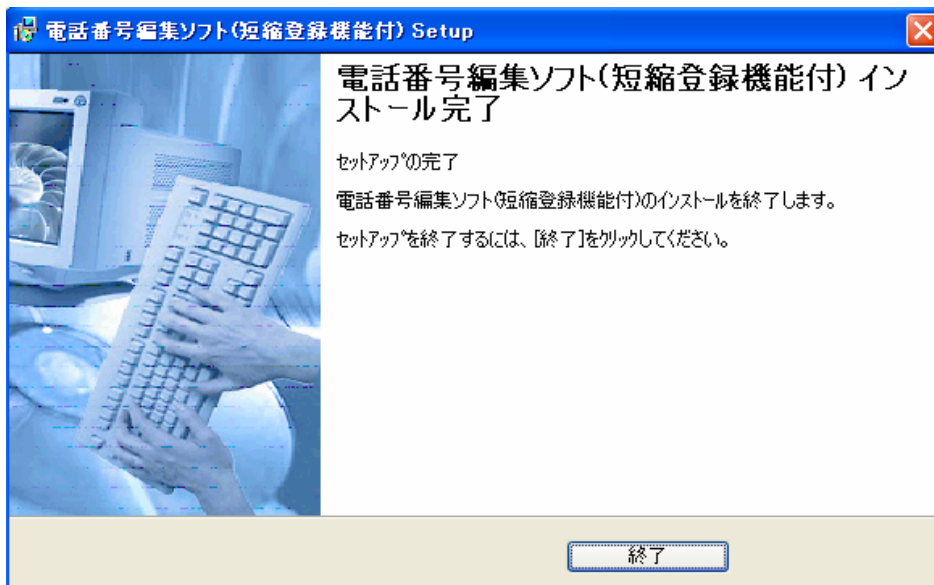 電話番号編集ソフト(短縮登録機能付) Setup
電話番号編集ソフト(短縮登録機能付) イン
ストール完了
セットアップの完了
電話番号編集ソフト(短縮登録機能付)のインストールを終了します。
セットアップを終了するには、[終了]をクリックしてください。
終了